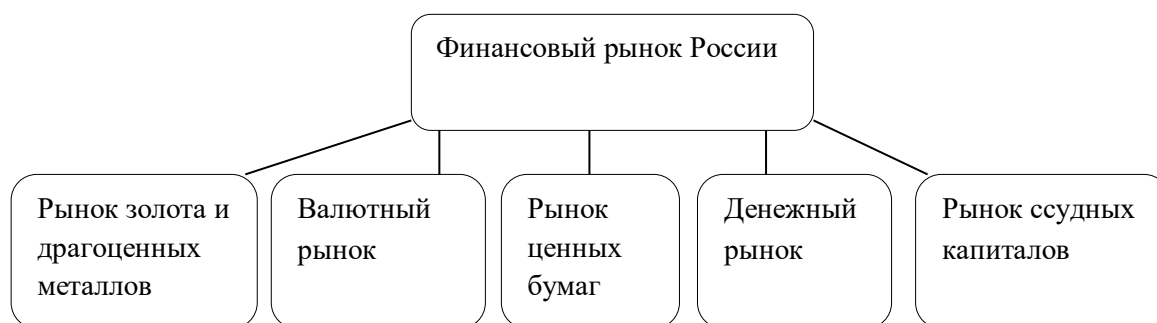 Финансовый рынок России
Рынок золота и
драгоценных
металлов
Валютный
рынок
Рынок
ценных
бумаг
Денежный
рынок
Рынок ссудных
капиталов